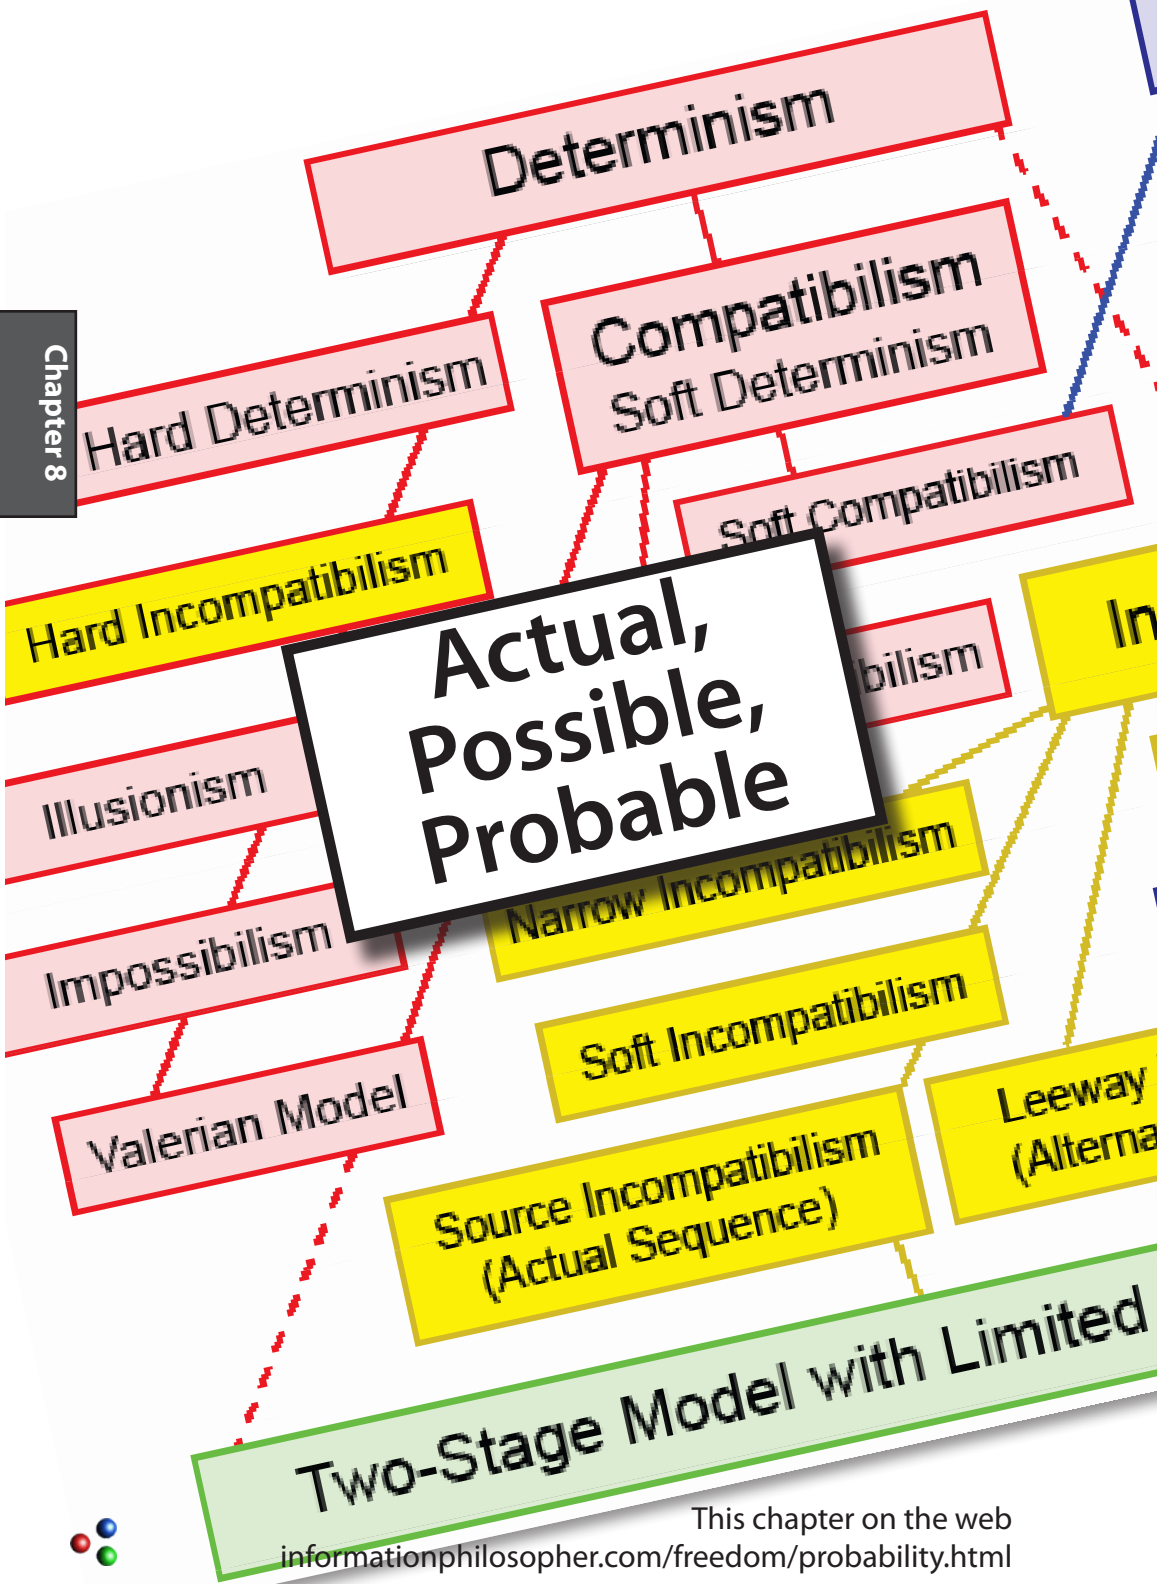 Determinism
Compatibilism
Soft Determinism
Chapter 8
Hard Determinism
Soft Compatibilism
Hard Incompatibilism
In
Actual,
Possible,
Probable
ibilism
Illusionism
Narrow Incompatibilism
Impossibilism
Soft Incompatibilism
Valerian Model
Leeway
(Alterna
Source Incompatibilism
(Actual Sequence)
Two-Stage Model with Limited
This chapter on the web
informationphilosopher.com/freedom/probability.html